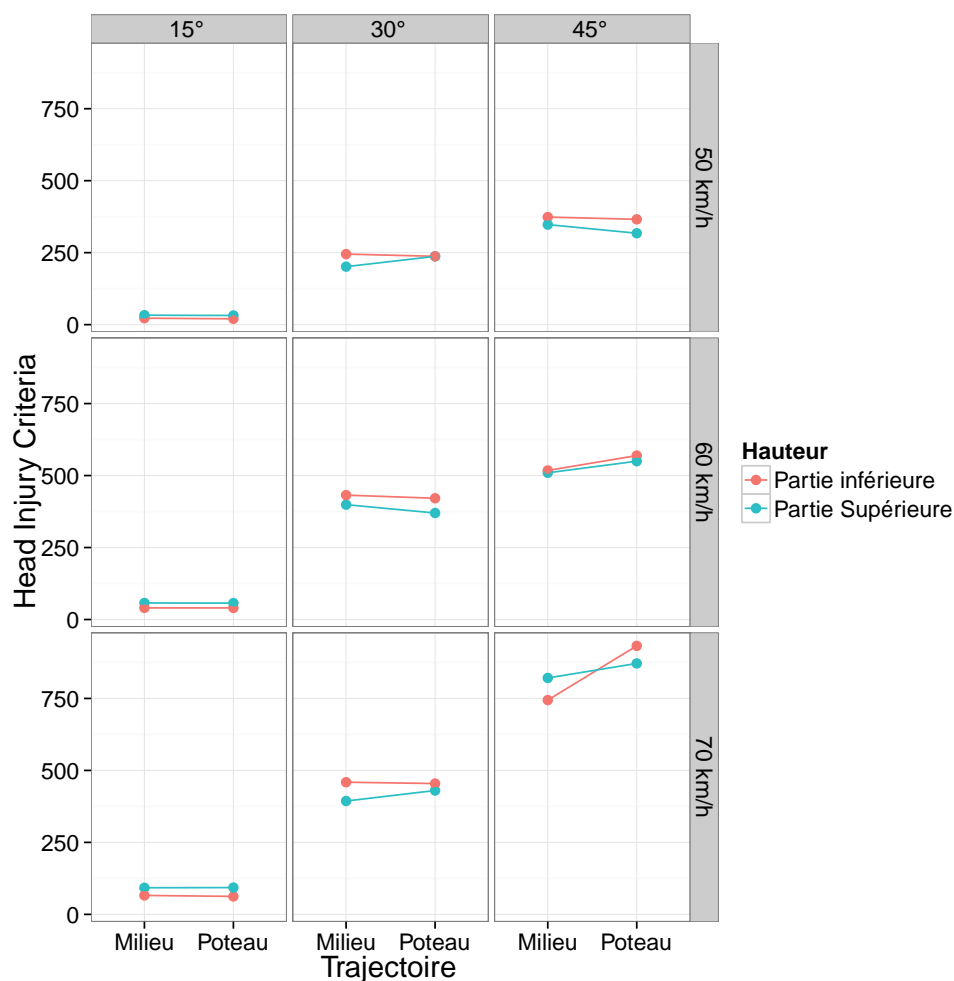 15°
30°
45°
750
500
250
0
50 km/h
750
500
250
0
60 km/h
750
500
250
0
70 km/h
Head Injury Criteria
Milieu
Poteau
Milieu
Poteau
Milieu
Poteau
Trajectoire
Hauteur
Partie inférieure
Partie Supérieure